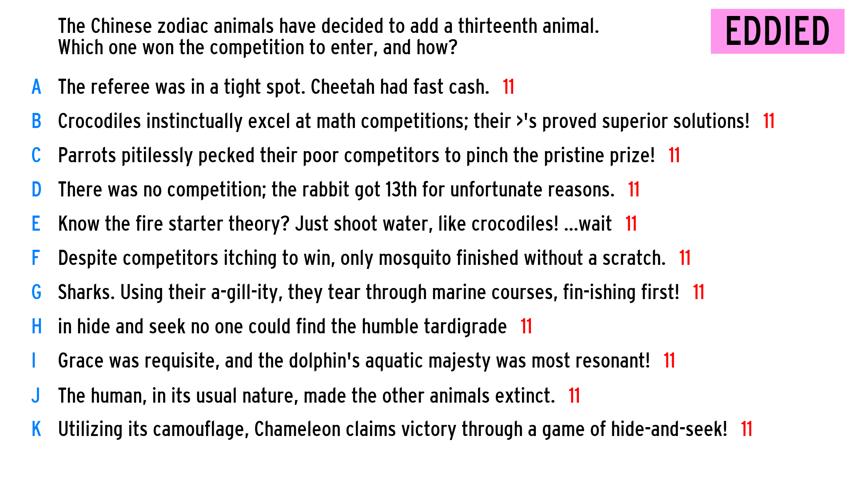 The Chinese zodiac animals have decided to add a thirteenth animal.
Which one won the competition to enter, and how?
EDDIED
A The referee was in a tight spot. Cheetah had fast cash. 11
B Crocodiles instinctually excel at math competitions; their >'s proved superior solutions! 11
C Parrots pitilessly pecked their poor competitors to pinch the pristine prize! 11
D There was no competition; the rabbit got 13th for unfortunate reasons. 11
E Know the fire starter theory? Just shoot water, like crocodiles! ...wait 11
F Despite competitors itching to win, only mosquito finished without a scratch. 11
G Sharks. Using their a-gill-ity, they tear through marine courses, fin-ishing first! 11
H in hide and seek no one could find the humble tardigrade 11
I Grace was requisite, and the dolphin's aquatic majesty was most resonant! 11
J The human, in its usual nature, made the other animals extinct. 11
K Utilizing its camouflage, Chameleon claims victory through a game of hide-and-seek! 11